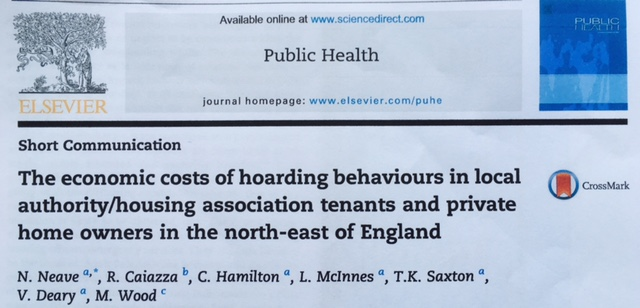 Available online at www.sciencedirect.com
Public Health
journal homepage: www.elsevier.com/puhe
ELSEVIER
PUBLIC
HEALTH
Short Communication
The economic costs of hoarding behaviours in local
authority/housing association tenants and private
home owners in the north-east of England
CrossMark
N. Neave a,*, R. Caiazza b, C. Hamilton a, L. McInnes a, T.K. Saxton a,
V. Deary a, M. Wood c